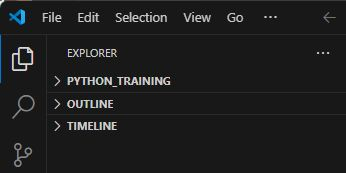 File Edit Selection View Go ...
EXPLORER ...
PYTHON_TRAINING
OUTLINE
TIMELINE